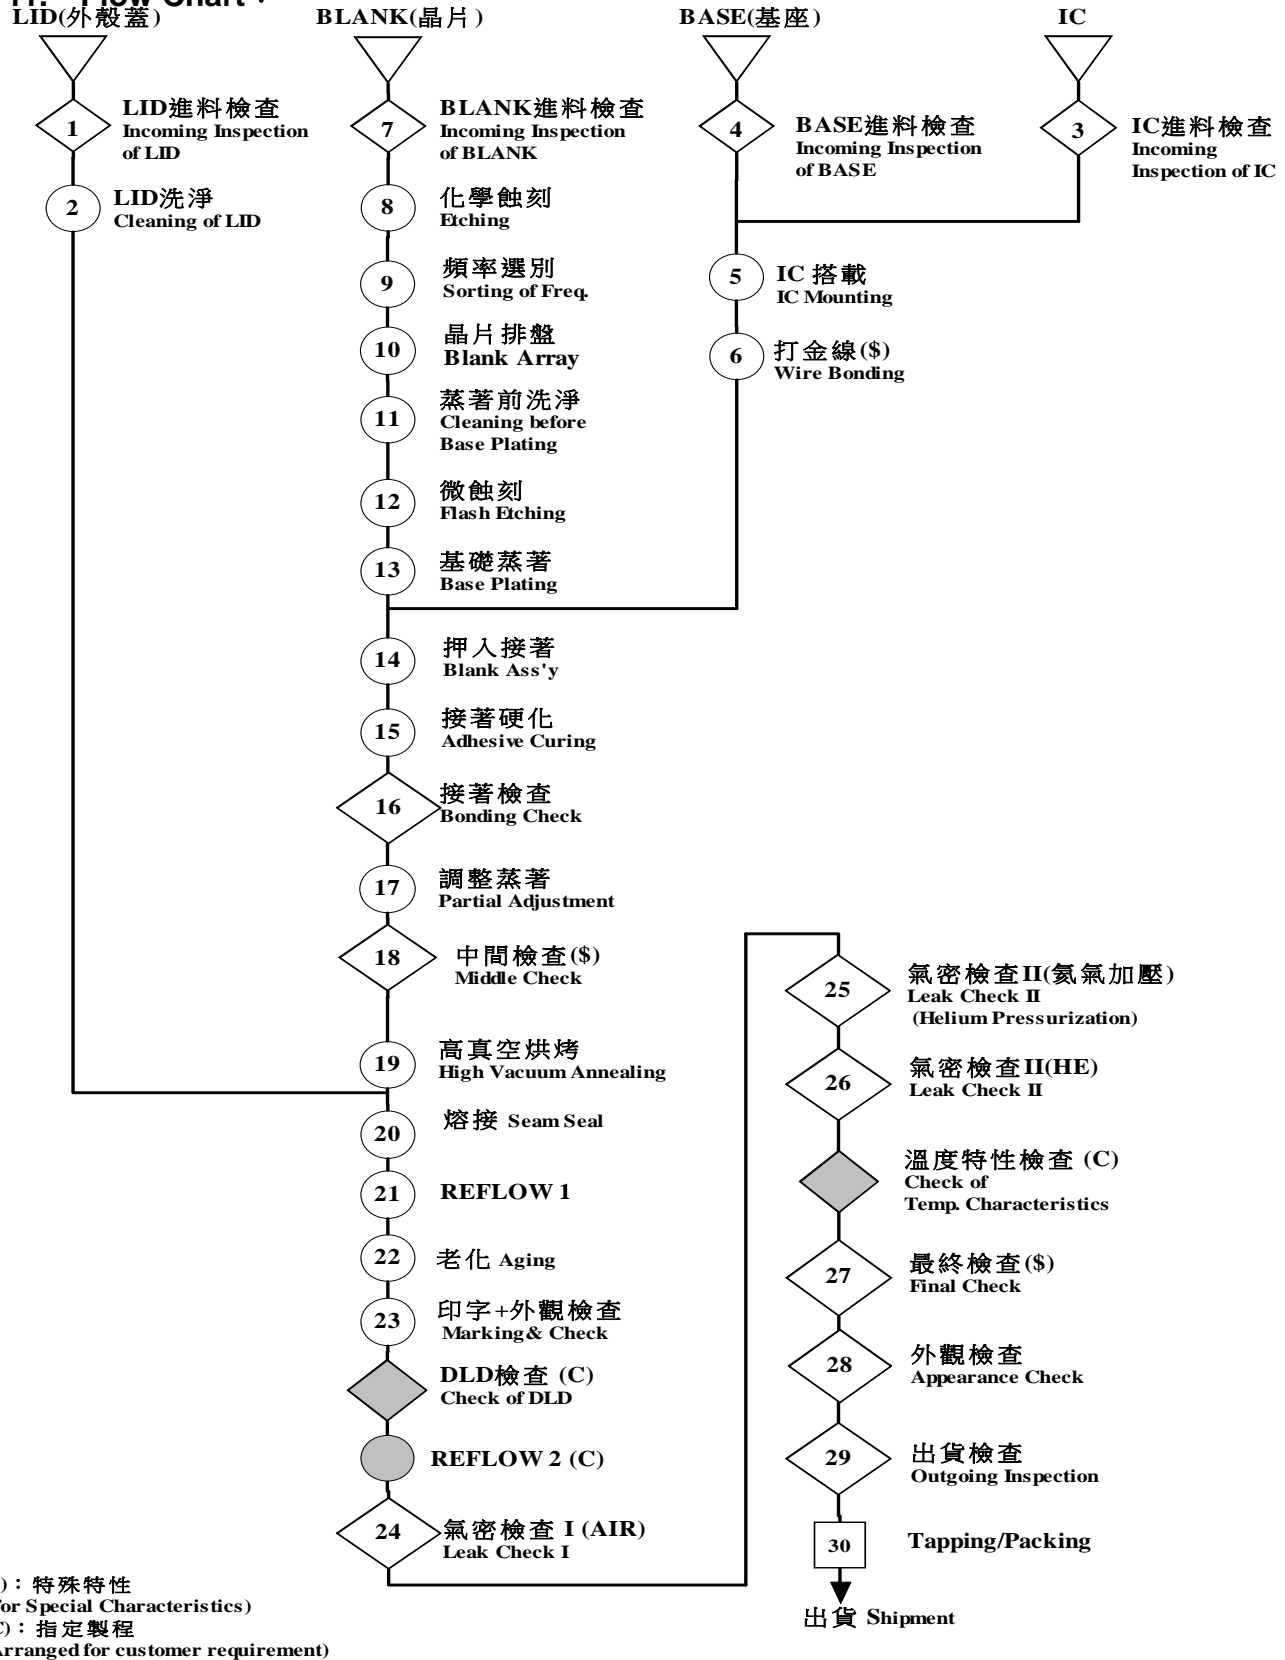 Flow Chart：
LID(外殼蓋)
BLANK(晶片)
BASE(基座)
IC
1
LID進料檢查
Incoming Inspection
of LID
7
BLANK進料檢查
Incoming Inspection
of BLANK
4
BASE進料檢查
Incoming Inspection
of BASE
3
IC進料檢查
Incoming
Inspection of IC
2
LID洗淨
Cleaning of LID
8
化學蝕刻
Etching
9
頻率選別
Sorting of Freq.
5
IC 搭載
IC Mounting
10
晶片排盤
Blank Array
6
打金線($)
Wire Bonding
11
蒸著前洗淨
Cleaning before
Base Plating
12
微蝕刻
Flash Etching
13
基礎蒸著
Base Plating
14
押入接著
Blank Ass'y
15
接著硬化
Adhesive Curing
16
接著檢查
Bonding Check
17
調整蒸著
Partial Adjustment
18
中間檢查($)
Middle Check
19
高真空烘烤
High Vacuum Annealing
20
熔接 Seam Seal
21
REFLOW 1
22
老化 Aging
23
印字+外觀檢查
Marking& Check
DLD檢查 (C)
Check of DLD
REFLOW 2 (C)
24
氣密檢查 I (AIR)
Leak Check I
25
氣密檢查II(氦氣加壓)
Leak Check II
(Helium Pressurization)
26
氣密檢查II(HE)
Leak Check II
溫度特性檢查 (C)
Check of
Temp. Characteristics
27
最終檢查($)
Final Check
28
外觀檢查
Appearance Check
29
出貨檢查
Outgoing Inspection
30
Tapping/Packing
出貨 Shipment
)：特殊特性
for Special Characteristics)
C)：指定製程
Arranged for customer requirement)